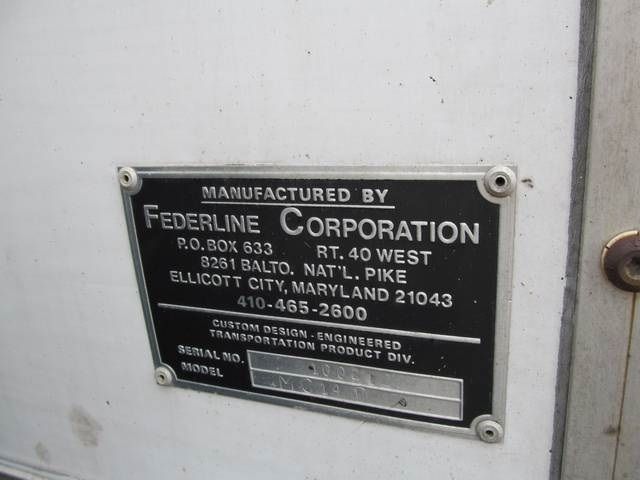 MANUFACTURED BY
FEDERLINE CORPORATION
P.O. BOX 633 RT. 40 WEST
8261 BALTO. NAT'L. PIKE
ELLICOTT CITY, MARYLAND 21043
410-465-2600
CUSTOM DESIGN - ENGINEERED
TRANSPORTATION PRODUCT DIV.
SERIAL NO.
MODEL